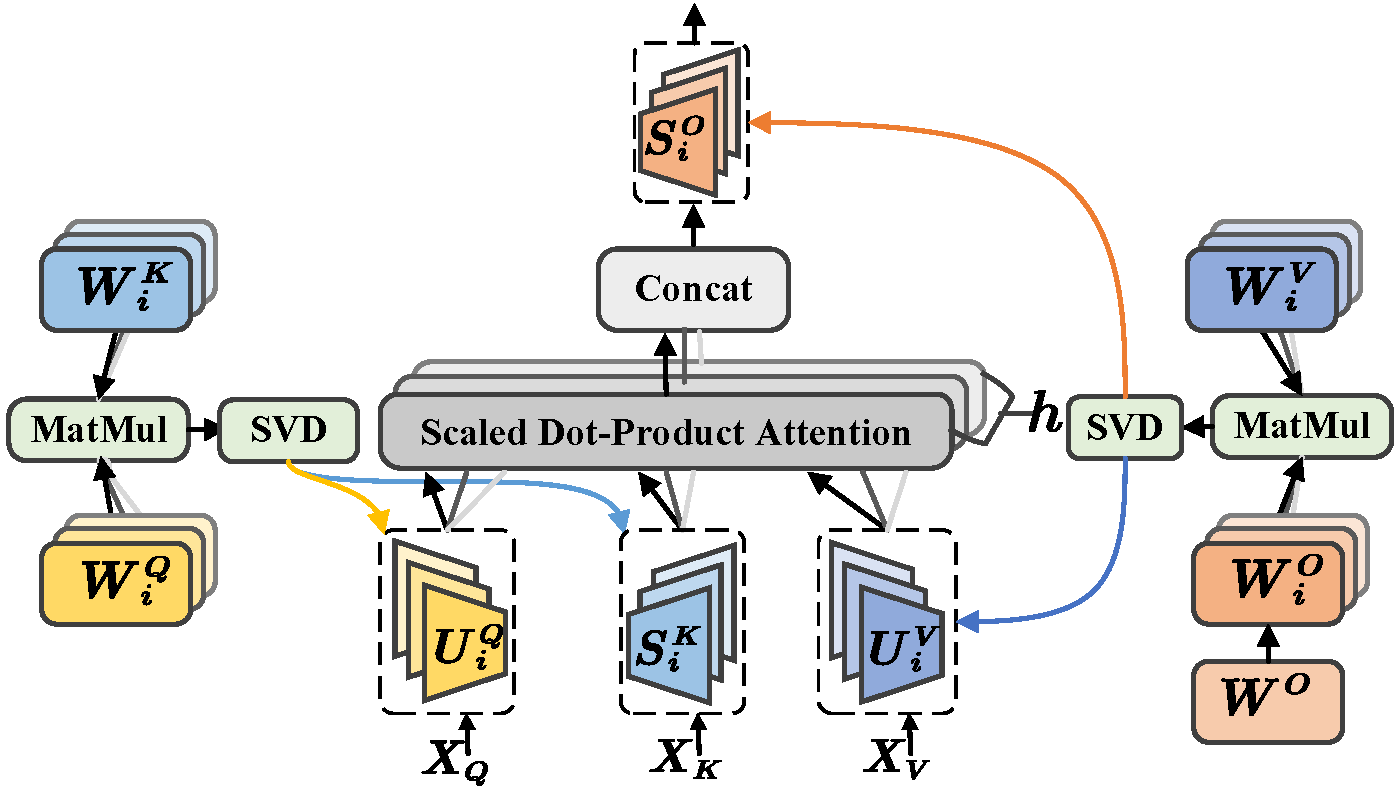 S_i^O
W_i^K
Concat
W_i^V
MatMul
SVD
Scaled Dot-Product Attention
h
SVD
MatMul
W_i^Q
U_i^Q
S_i^K
U_i^V
W_i^O
W^O
X_Q
X_K
X_V